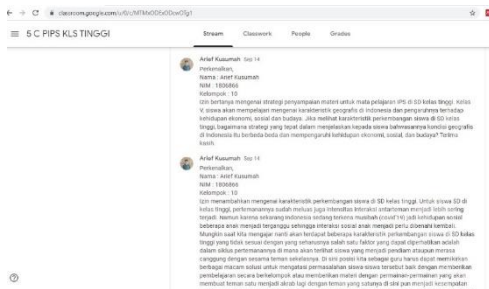 classroom.google.com/u/0/c/MTMxODExODcwOTg1
5 C PIPS KLS TINGGI
Stream
Classwork
People
Grades
Arief Kusumah Sep 14
Perkenalkan,
Nama : Arief Kusumah
NIM : 1806866
Kelompok : 10
Izin bertanya mengenai strategi penyampaian materi untuk mata pelajaran IPS di SD kelas tinggi. Kelas
V, siswa akan mempelajari mengenai karakteristik geografis di Indonesia dan pengaruhnya terhadap
kehidupan ekonomi, sosial dan budaya. Jika melihat karakteristik perkembangan siswa di SD kelas
tinggi, bagaimana strategi yang tepat dalam menjelaskan kepada siswa bahwasannya kondisi geografis
di Indonesia itu berbeda-beda dan mempengaruhi kehidupan ekonomi, sosial, dan budaya? Terima
kasih.
Arief Kusumah Sep 14
Perkenalkan,
Nama : Arief Kusumah
NIM : 1806866
Kelompok : 10
Izin menambahkan mengenai karakteristik perkembangan siswa di SD kelas tinggi. Untuk siswa SD di
kelas tinggi, pertemanannya sudah meluas juga intensitas interaksi antarteman menjadi lebih sering
terjadi. Namun karena sekarang Indonesia sedang terkena musibah (covid'19) jadi kehidupan sosial
beberapa anak menjadi terganggu sehingga interaksi sosial anak menjadi perlu dibenahi kembali.
Mungkin saat kita mengajar nanti akan terdapat beberapa karakteristik perkembangan siswa di SD kelas
tinggi yang tidak sesuai dengan yang seharusnya salah satu faktor yang dapat diperhatikan adalah
dalam siklus pertemanannya di mana akan terlihat siswa yang menjadi pendiam ataupun merasa
canggung dengan sesama teman sekelasnya. Di sini posisi kita sebagai guru harus dapat memikirkan
berbagai macam solusi untuk mengatasi permasalahan siswa siswa tersebut baik dengan memberikan
pembelajaran secara berkelompok atau memberikan materi dengan permainan-permainan yang akan
membuat teman satu menjadi akrab lagi dengan teman yang satunya di sini pun menjadi kesempatan